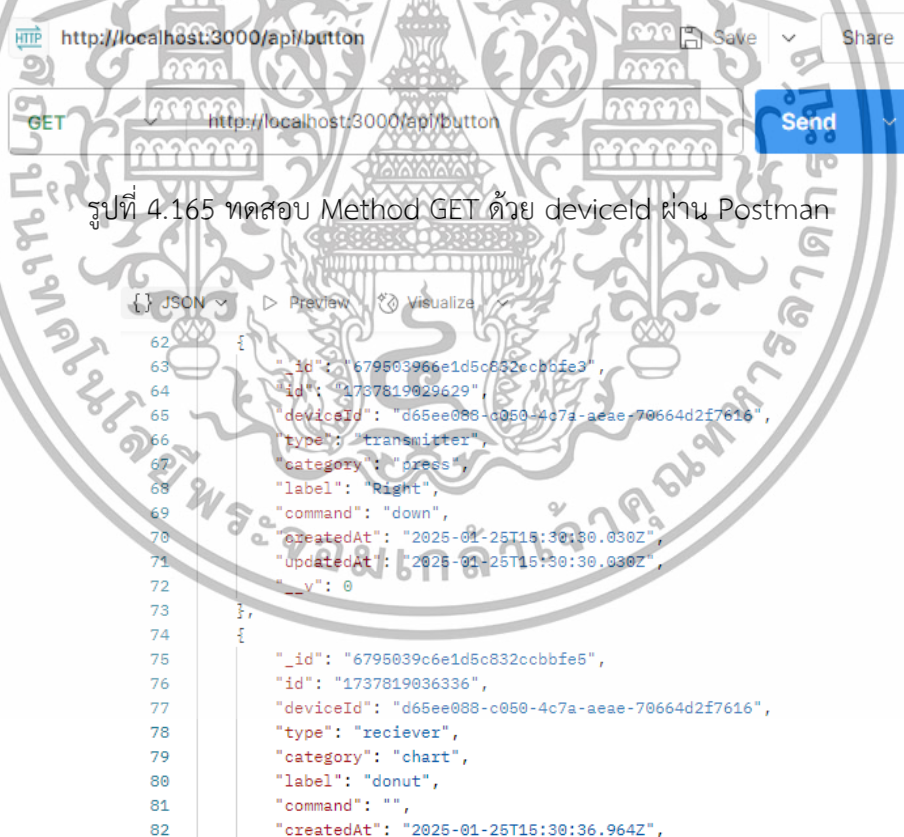 HTTP http://localhost:3000/api/button Save Share
GET http://localhost:3000/api/button Send
รูปที่ 4.165 ทดสอบ Method GET ด้วย deviceId ผ่าน Postman
{} JSON Preview Visualize
62 {
63 "_id": "679503966e1d5c832ccbbfe3",
64 "id": "1737819029629",
65 "deviceId": "d65ee088-c050-4c7a-aeae-70664d2f7616",
66 "type": "transmitter",
67 "category": "press",
68 "label": "Right",
69 "command": "down",
70 "createdAt": "2025-01-25T15:30:30.030Z",
71 "updatedAt": "2025-01-25T15:30:30.030Z",
72 "__v": 0
73 },
74 {
75 "_id": "6795039c6e1d5c832ccbbfe5",
76 "id": "1737819036336",
77 "deviceId": "d65ee088-c050-4c7a-aeae-70664d2f7616",
78 "type": "reciever",
79 "category": "chart",
80 "label": "donut",
81 "command": "",
82 "createdAt": "2025-01-25T15:30:36.964Z",